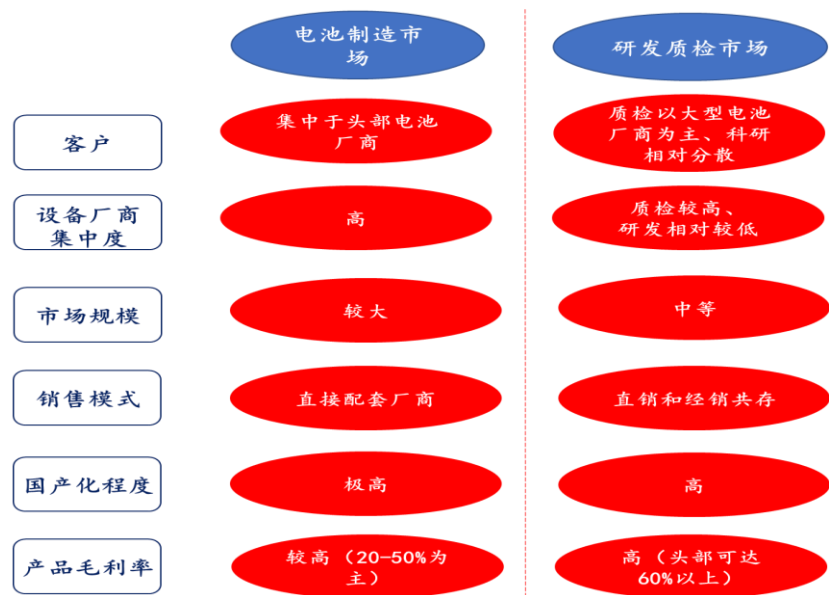 电池制造市
场
研发质检市场
客户
集中于头部电池
厂商
质检以大型电池
厂商为主、科研
相对分散
设备厂商
集中度
高
质检较高、
研发相对较低
市场规模
较大
中等
销售模式
直接配套厂商
直销和经销共存
国产化程度
极高
高
产品毛利率
较高（20—50%为
主）
高（头部可达
60%以上）